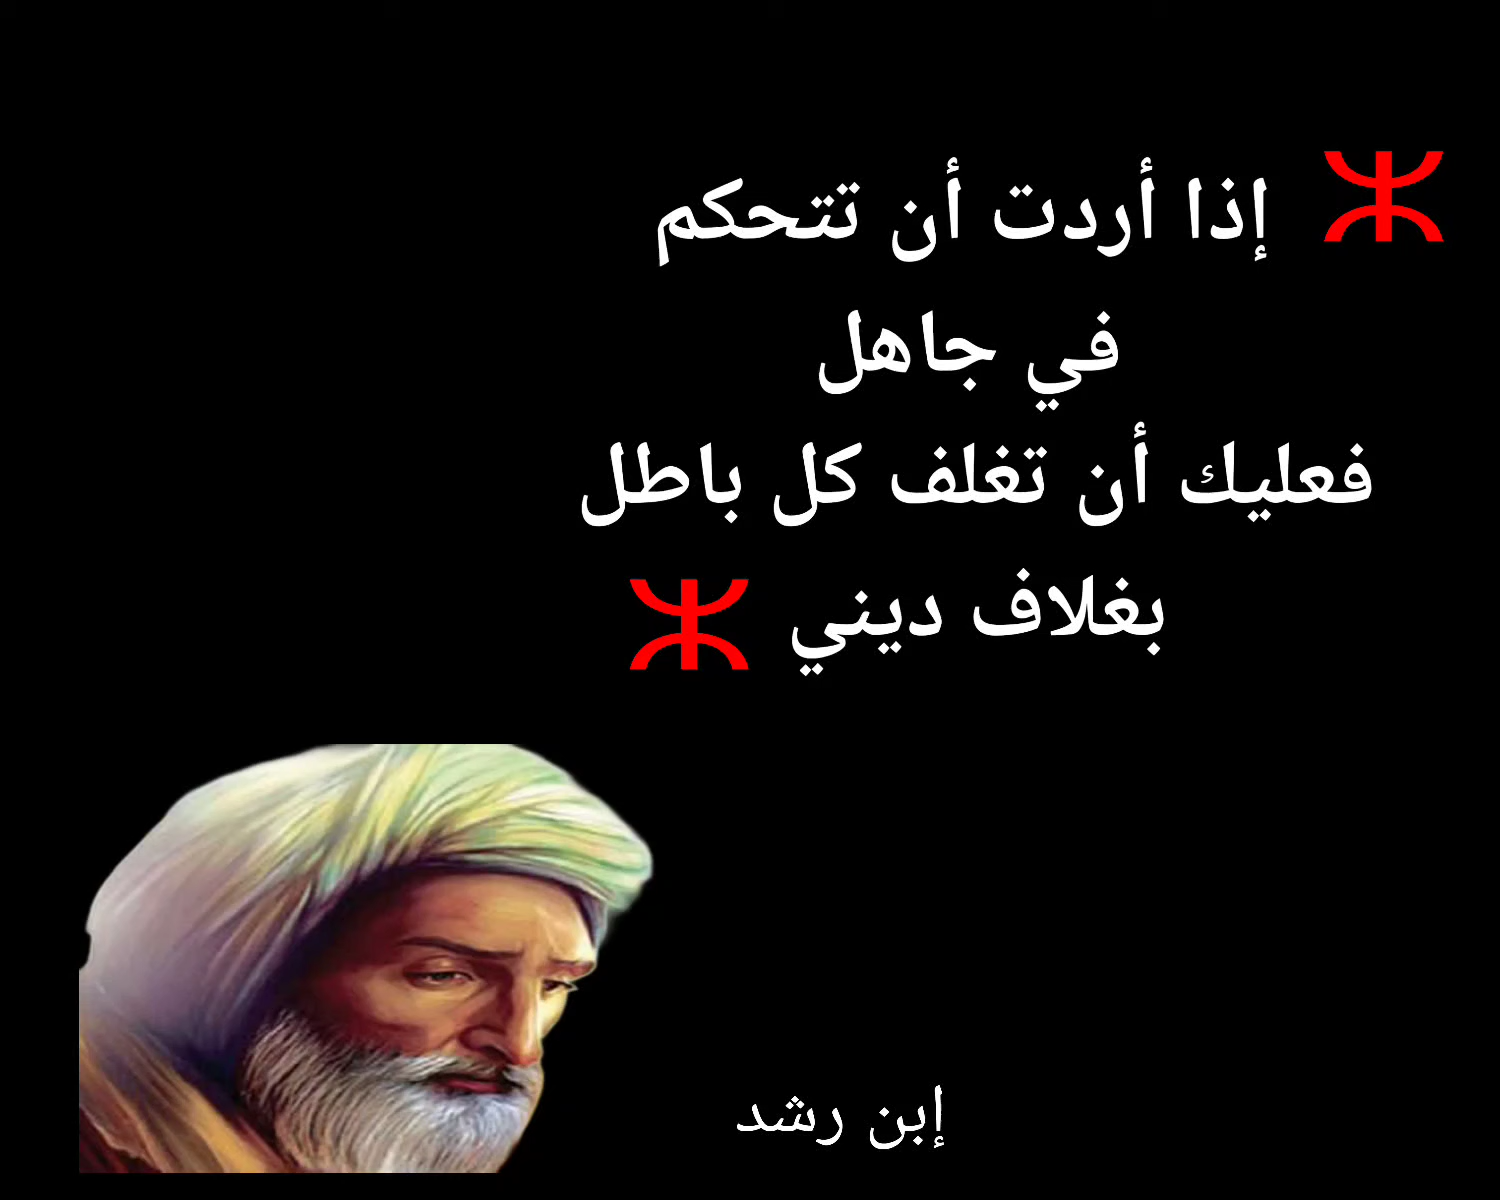 ⵣ إذا أردت أن تتحكم
في جاهل
فعليك أن تغلف كل باطل
بغلاف ديني ⵣ
إبن رشد